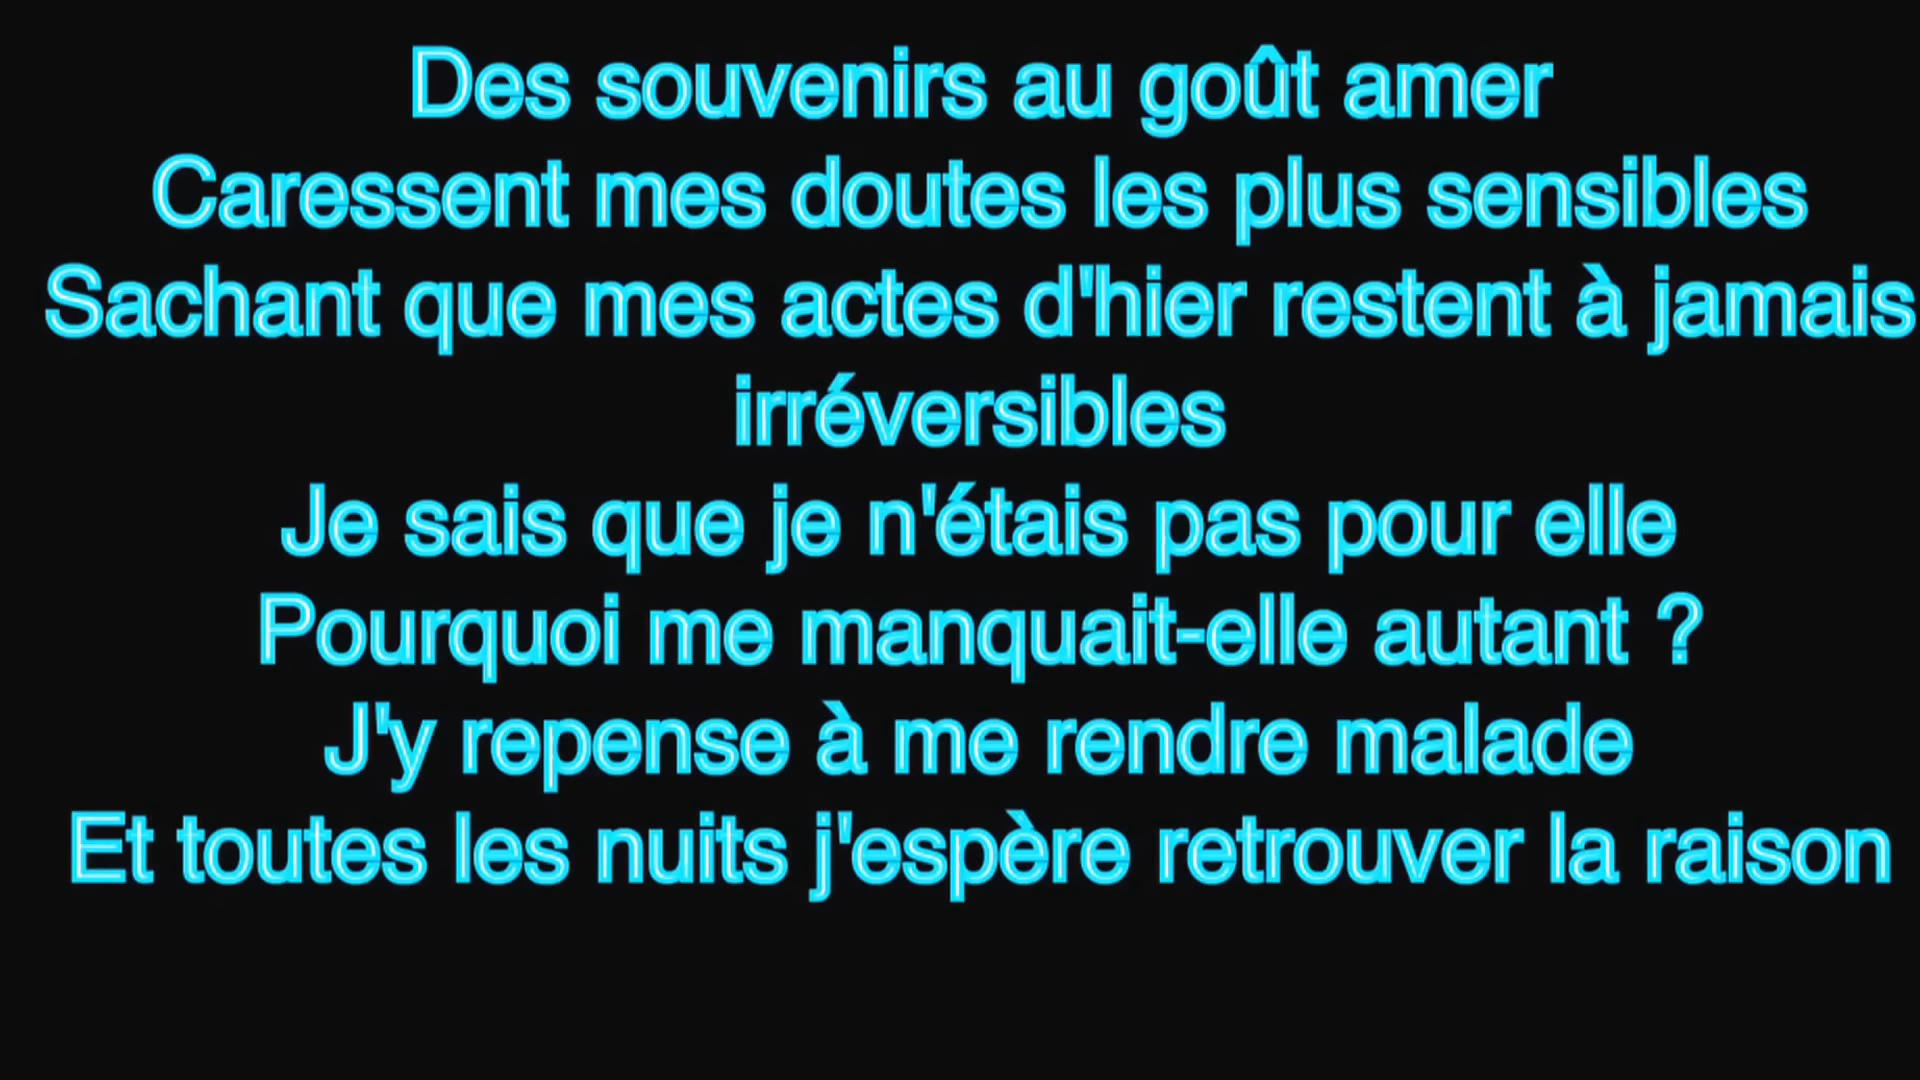 Des souvenirs au goût amer
Caressent mes doutes les plus sensibles
Sachant que mes actes d'hier restent à jamais
irréversibles
Je sais que je n'étais pas pour elle
Pourquoi me manquait-elle autant ?
J'y repense à me rendre malade
Et toutes les nuits j'espère retrouver la raison